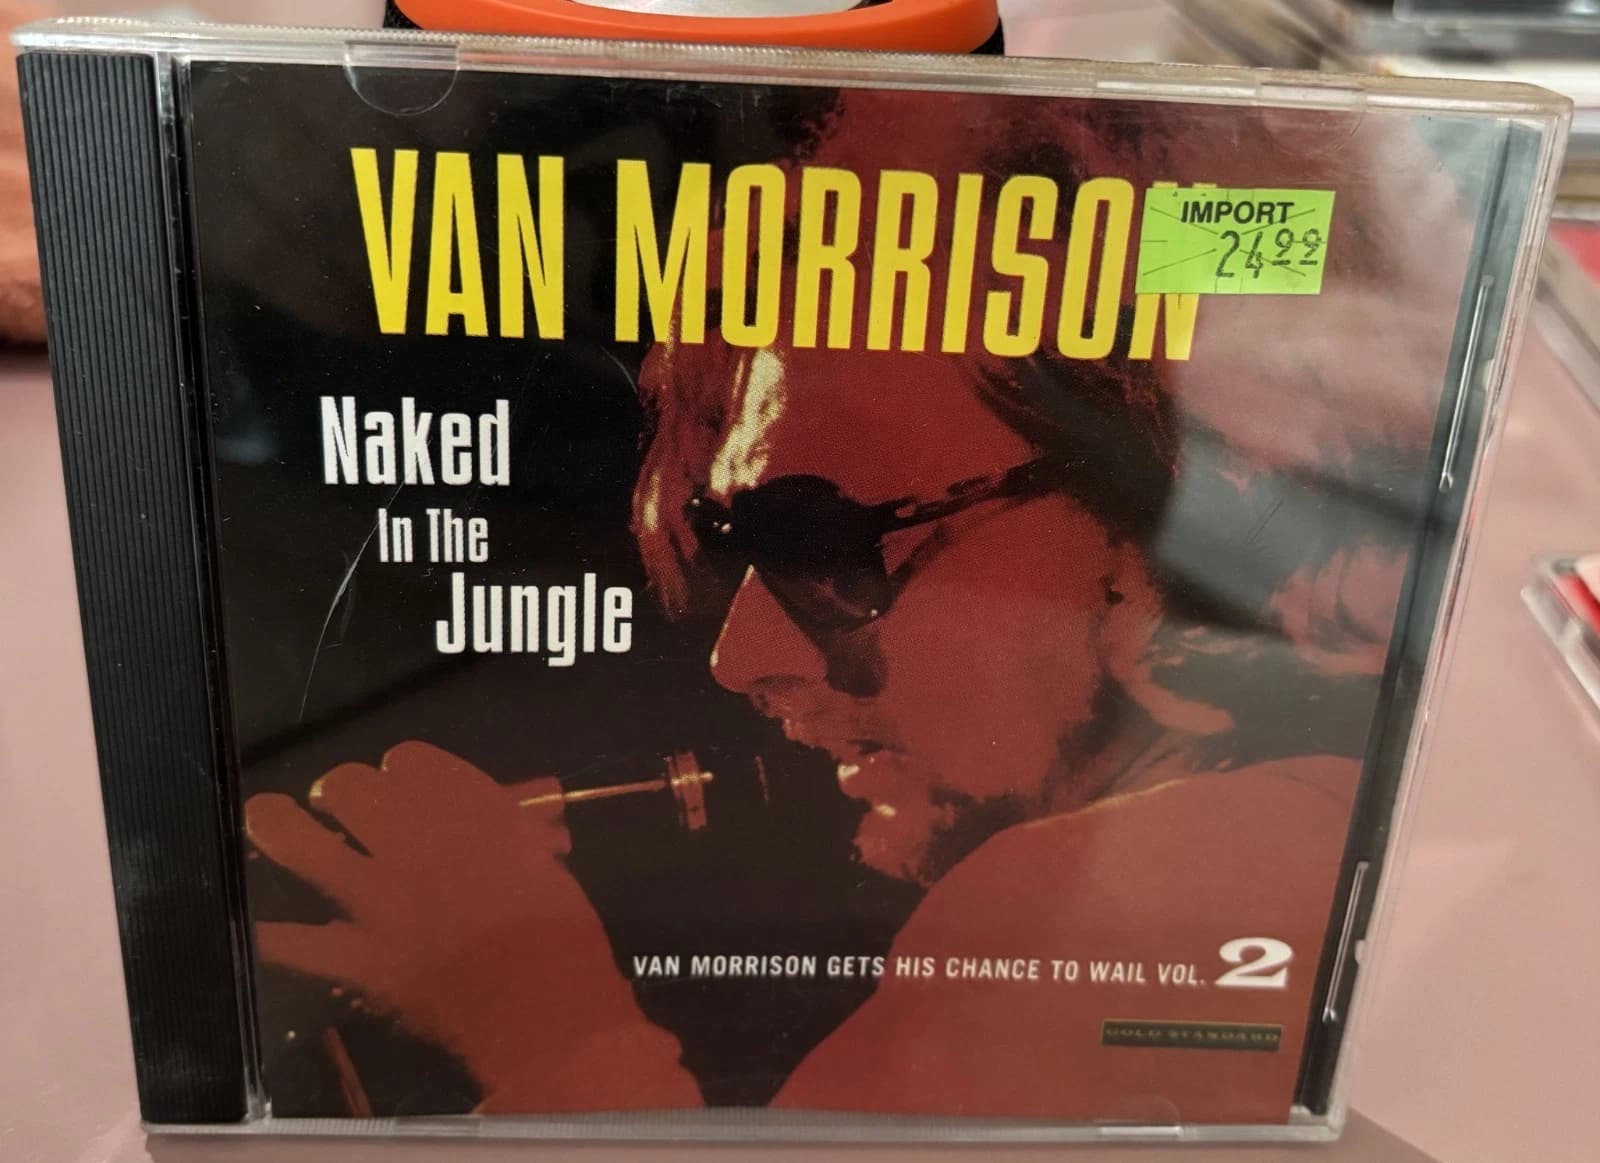 VAN MORRISON
IMPORT
24.99
Naked
In The
Jungle
VAN MORRISON GETS HIS CHANCE TO WAIL VOL. 2
GOLD STANDARD